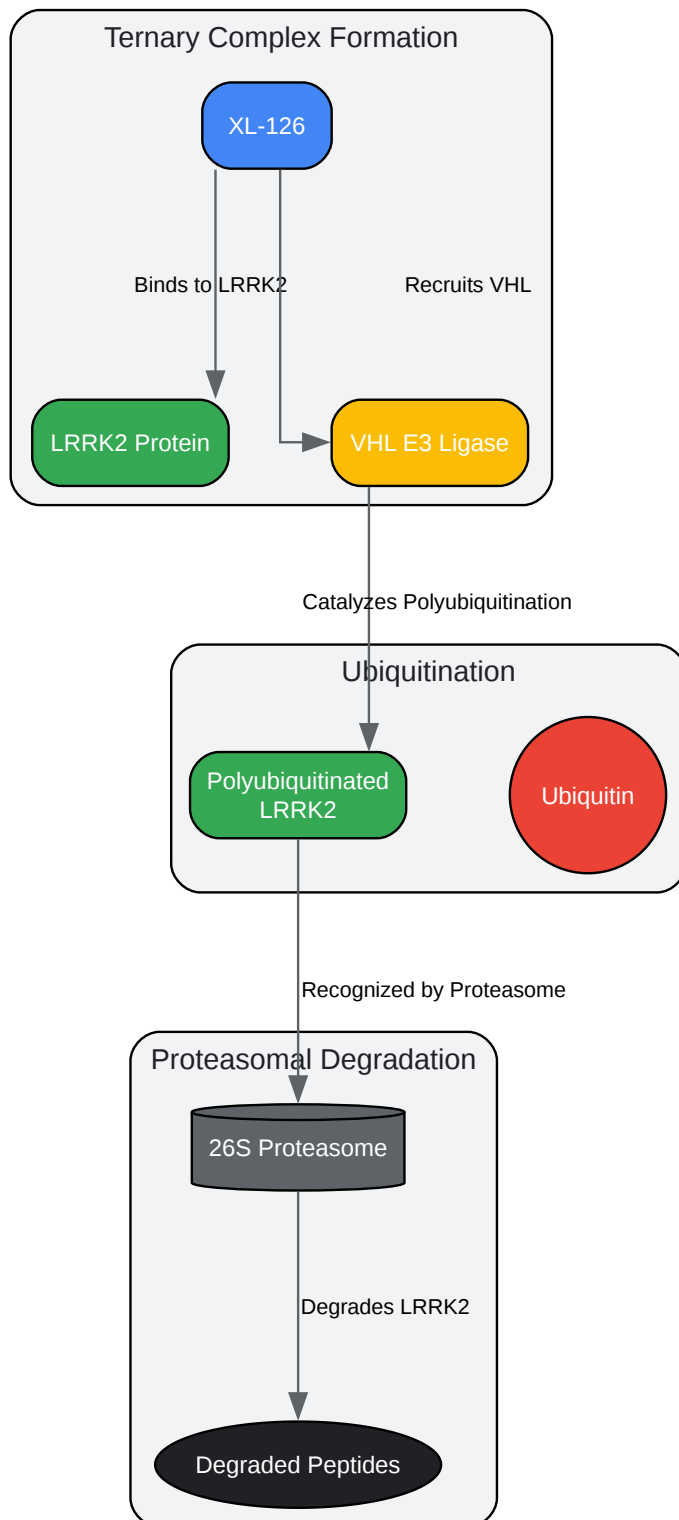 Ternary Complex Formation
XL-126
Binds to LRRK2
Recruits VHL
LRRK2 Protein
VHL E3 Ligase
Catalyzes Polyubiquitination
Ubiquitination
Polyubiquitinated
LRRK2
Ubiquitin
Recognized by Proteasome
Proteasomal Degradation
26S Proteasome
Degrades LRRK2
Degraded Peptides